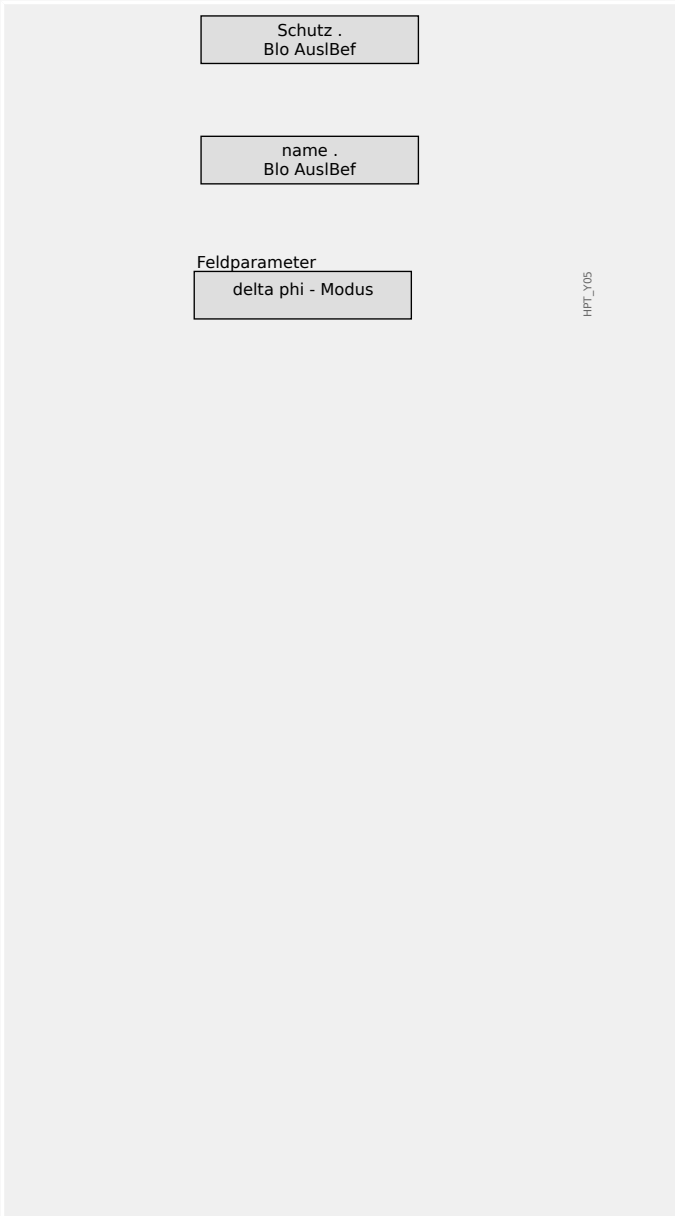 Schutz .
Blo AuslBef
name .
Blo AuslBef
Feldparameter
delta phi - Modus
HPT_Y05